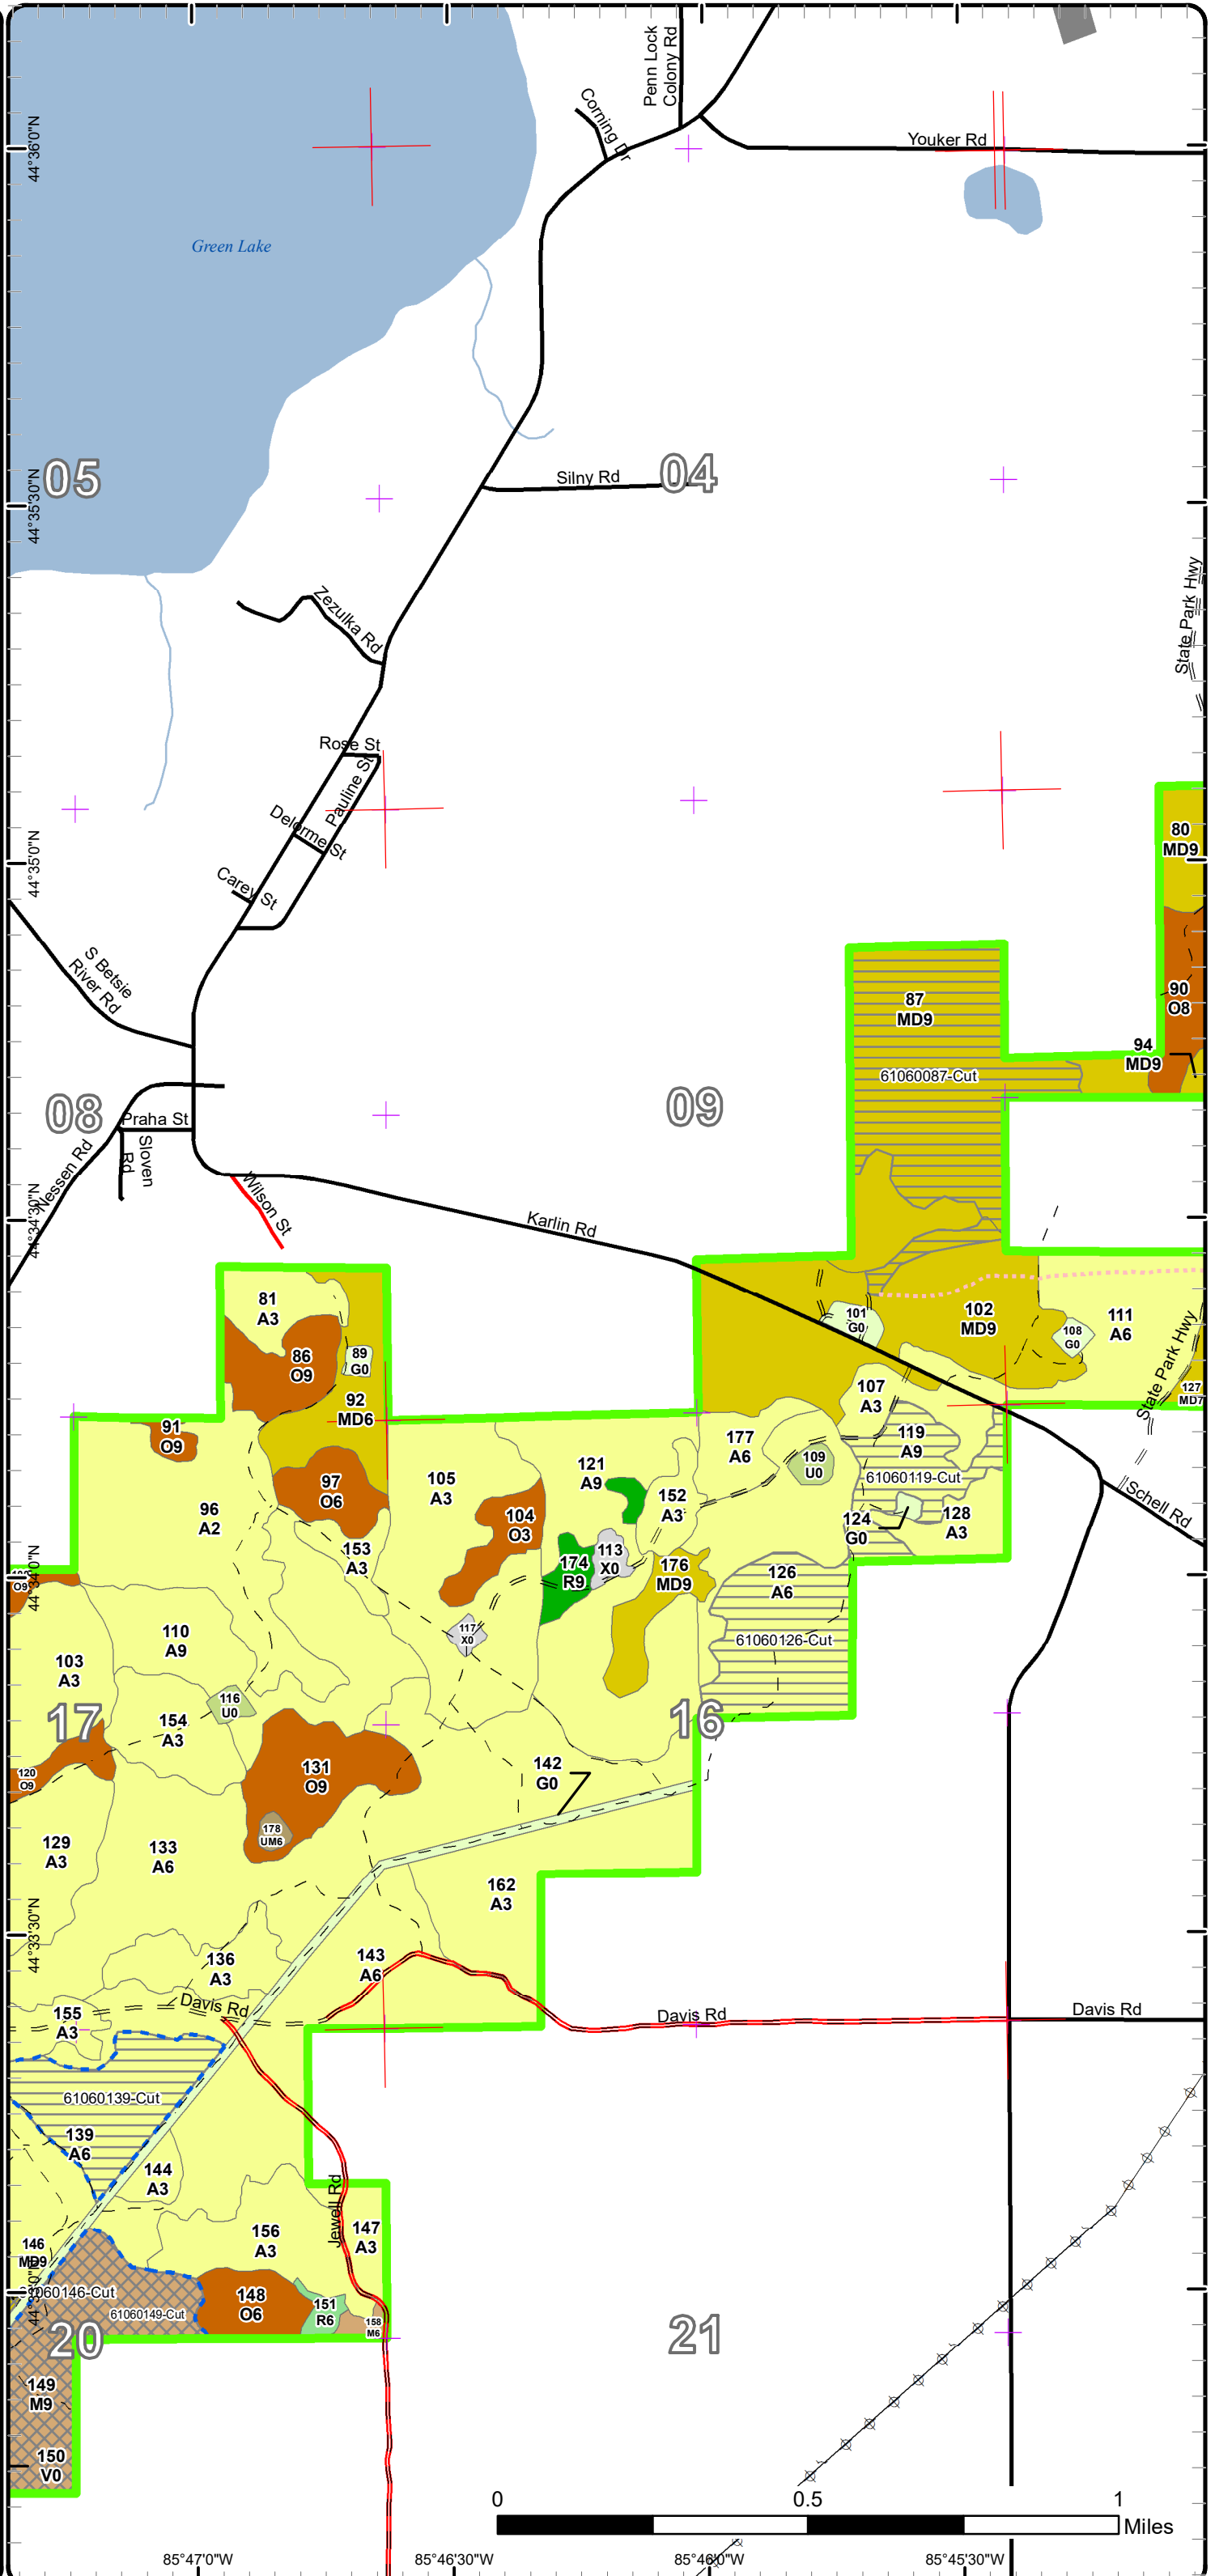 Penn Lock
Colony Rd
Corning Dr
Youker Rd
44°36'0"N
Green Lake
05
04
Silny Rd
44°35'30"N
State Park Hwy
Zezulka Rd
Rose St
Pauline St
Delorme St
Carey St
44°35'0"N
80
MD9
S Betsie
River Rd
87
MD9
90
O8
94
MD9
61060087-Cut
08
09
Praha St
Sloven
Rd
Nessen Rd
Wilson St
Karlin Rd
44°34'30"N
81
A3
101
G0
102
MD9
108
G0
111
A6
State Park Hwy
86
O9
89
G0
92
MD6
107
A3
127
MD7
91
O9
177
A6
119
A9
109
U0
61060119-Cut
97
O6
105
A3
121
A9
152
A3
96
A2
104
O3
124
G0
128
A3
Schell Rd
153
A3
174
R9
113
X0
176
MD9
126
A6
O9
44°34'0"N
110
A9
117
X0
61060126-Cut
103
A3
116
U0
17
154
A3
16
120
O9
131
O9
142
G0
178
UM6
129
A3
133
A6
162
A3
44°33'30"N
136
A3
143
A6
Davis Rd
Davis Rd
Davis Rd
155
A3
61060139-Cut
139
A6
144
A3
Jewell Rd
156
A3
147
A3
146
MD9
61060146-Cut
61060149-Cut
148
O6
151
R6
158
M6
20
21
149
M9
150
V0
0
0.5
1
Miles
85°47'0"W
85°46'30"W
85°46'0"W
85°45'30"W